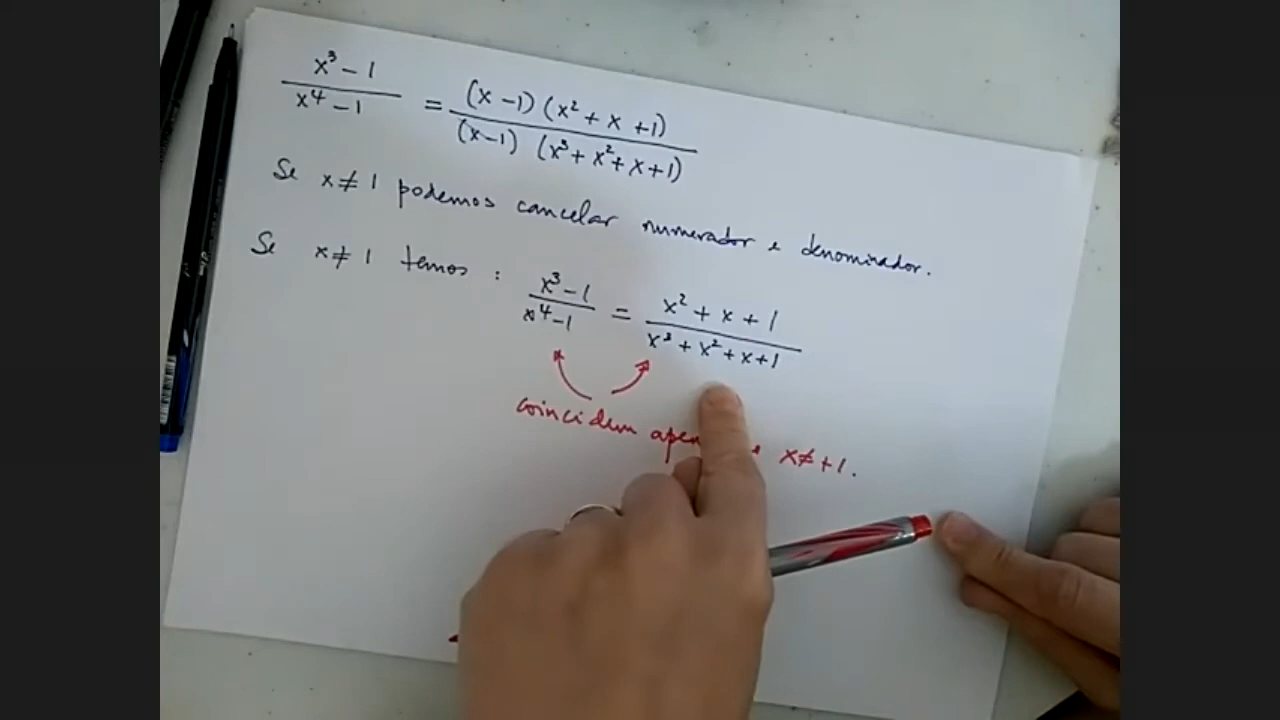 x³ - 1 / x⁴ - 1 = (x - 1) (x² + x + 1) / (x - 1) (x³ + x² + x + 1)
Se x ≠ 1 podemos cancelar numerador e denominador.
Se x ≠ 1 temos : x³ - 1 / x⁴ - 1 = x² + x + 1 / x³ + x² + x + 1
coincidem x ≠ +1.